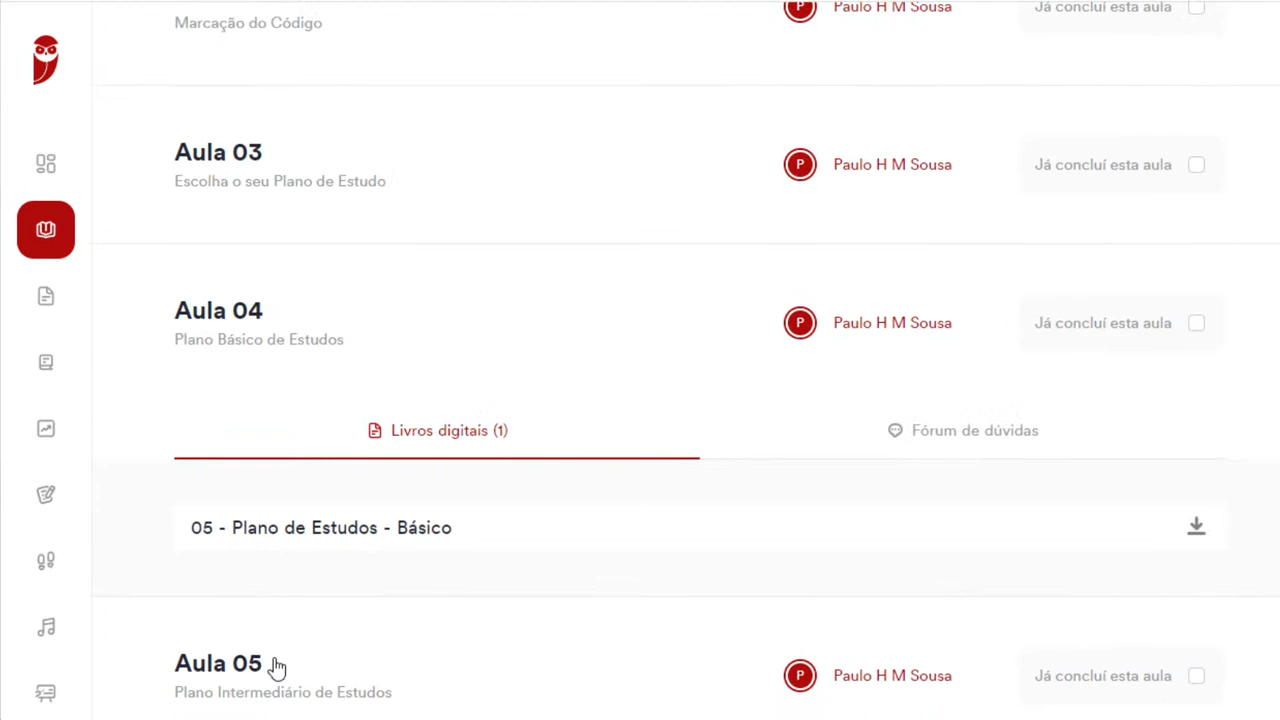 Marcação do Código
P Paulo H M Sousa
Já concluí esta aula
Aula 03
Escolha o seu Plano de Estudo
P Paulo H M Sousa
Já concluí esta aula
Aula 04
Plano Básico de Estudos
P Paulo H M Sousa
Já concluí esta aula
Livros digitais (1)
Fórum de dúvidas
05 - Plano de Estudos - Básico
Aula 05
Plano Intermediário de Estudos
P Paulo H M Sousa
Já concluí esta aula